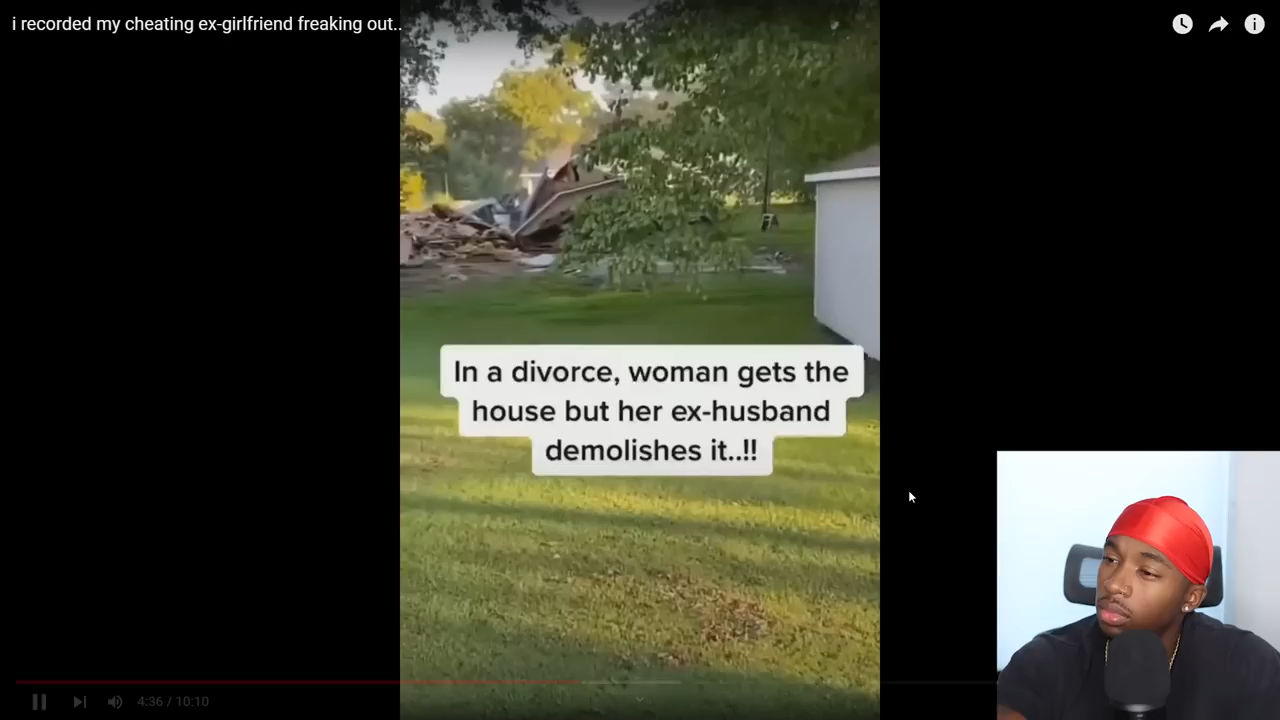 i recorded my cheating ex-girlfriend freaking out..
In a divorce, woman gets the
house but her ex-husband
demolishes it..!!
4:36 / 10:10